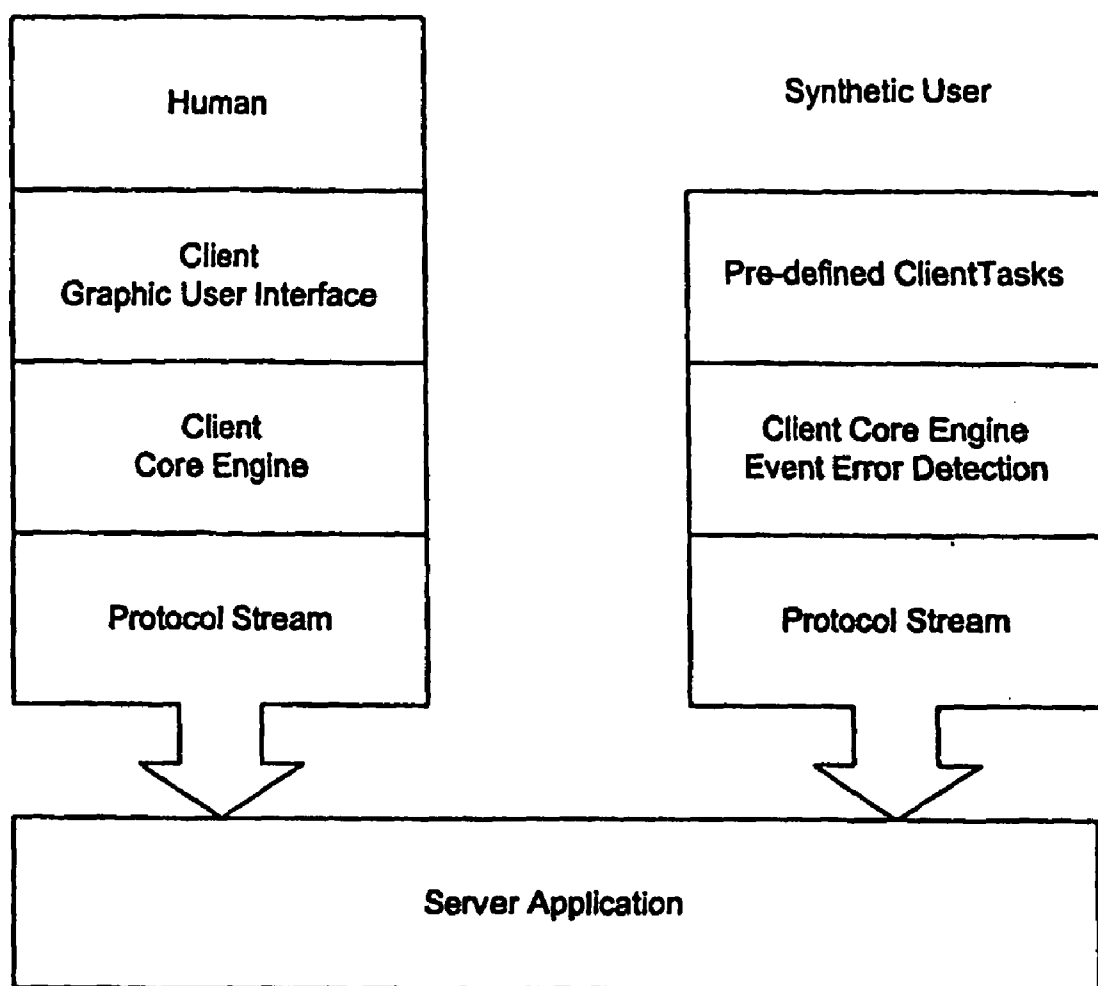 Human
Synthetic User
Client
Graphic User Interface
Pre-defined ClientTasks
Client
Core Engine
Client Core Engine
Event Error Detection
Protocol Stream
Protocol Stream
Server Application